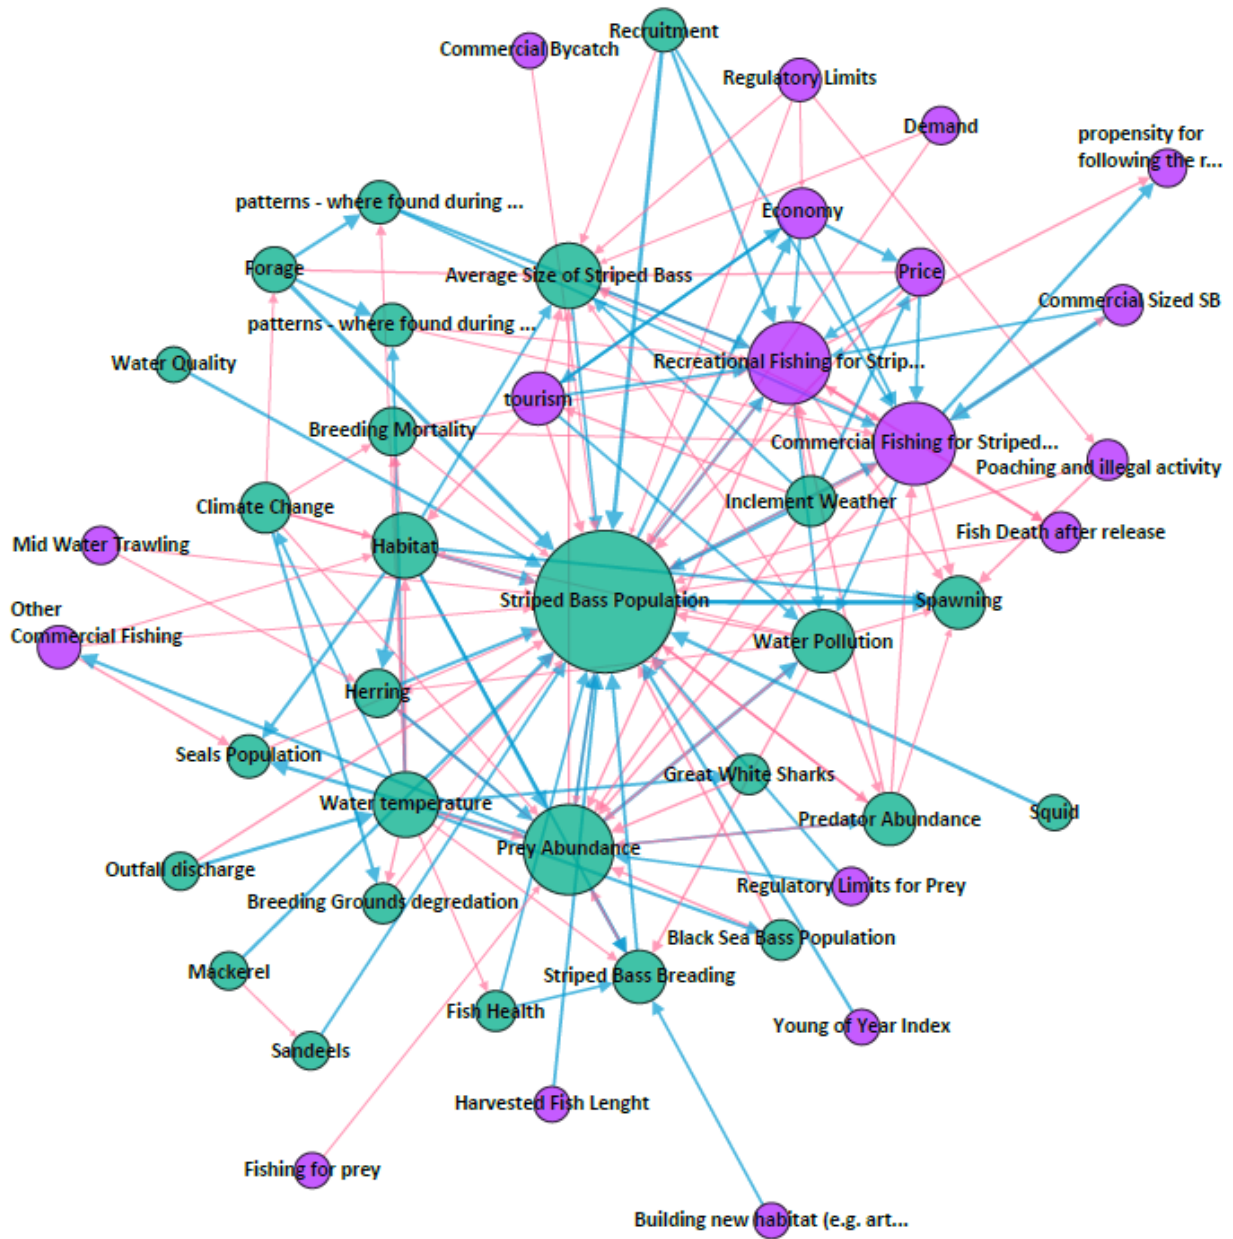 Recruitment
Commercial Bycatch
Regulatory Limits
Demand
propensity for
following the r...
patterns - where found during ...
Economy
Forage
Average Size of Striped Bass
Price
Commercial Sized SB
patterns - where found during ...
Water Quality
Recreational Fishing for Strip...
tourism
Breeding Mortality
Commercial Fishing for Striped...
Poaching and illegal activity
Climate Change
Inclement Weather
Mid Water Trawling
Habitat
Fish Death after release
Other
Commercial Fishing
Striped Bass Population
Spawning
Water Pollution
Herring
Seals Population
Great White Sharks
Water temperature
Predator Abundance
Squid
Prey Abundance
Outfall discharge
Regulatory Limits for Prey
Breeding Grounds degredation
Black Sea Bass Population
Mackerel
Striped Bass Breading
Fish Health
Young of Year Index
Sandeels
Harvested Fish Lenght
Fishing for prey
Building new habitat (e.g. art...